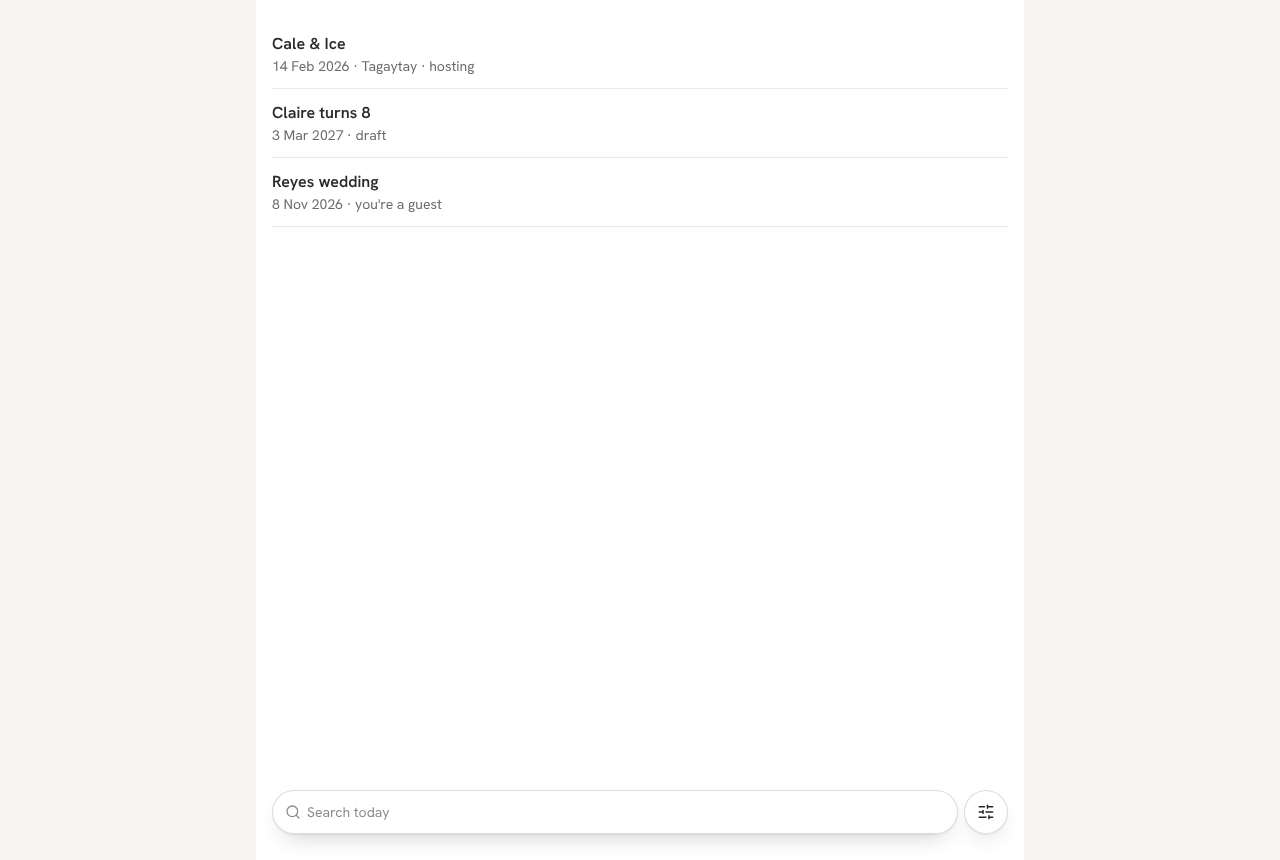 Cale & Ice
14 Feb 2026 · Tagaytay · hosting
Claire turns 8
3 Mar 2027 · draft
Reyes wedding
8 Nov 2026 · you're a guest
Search today